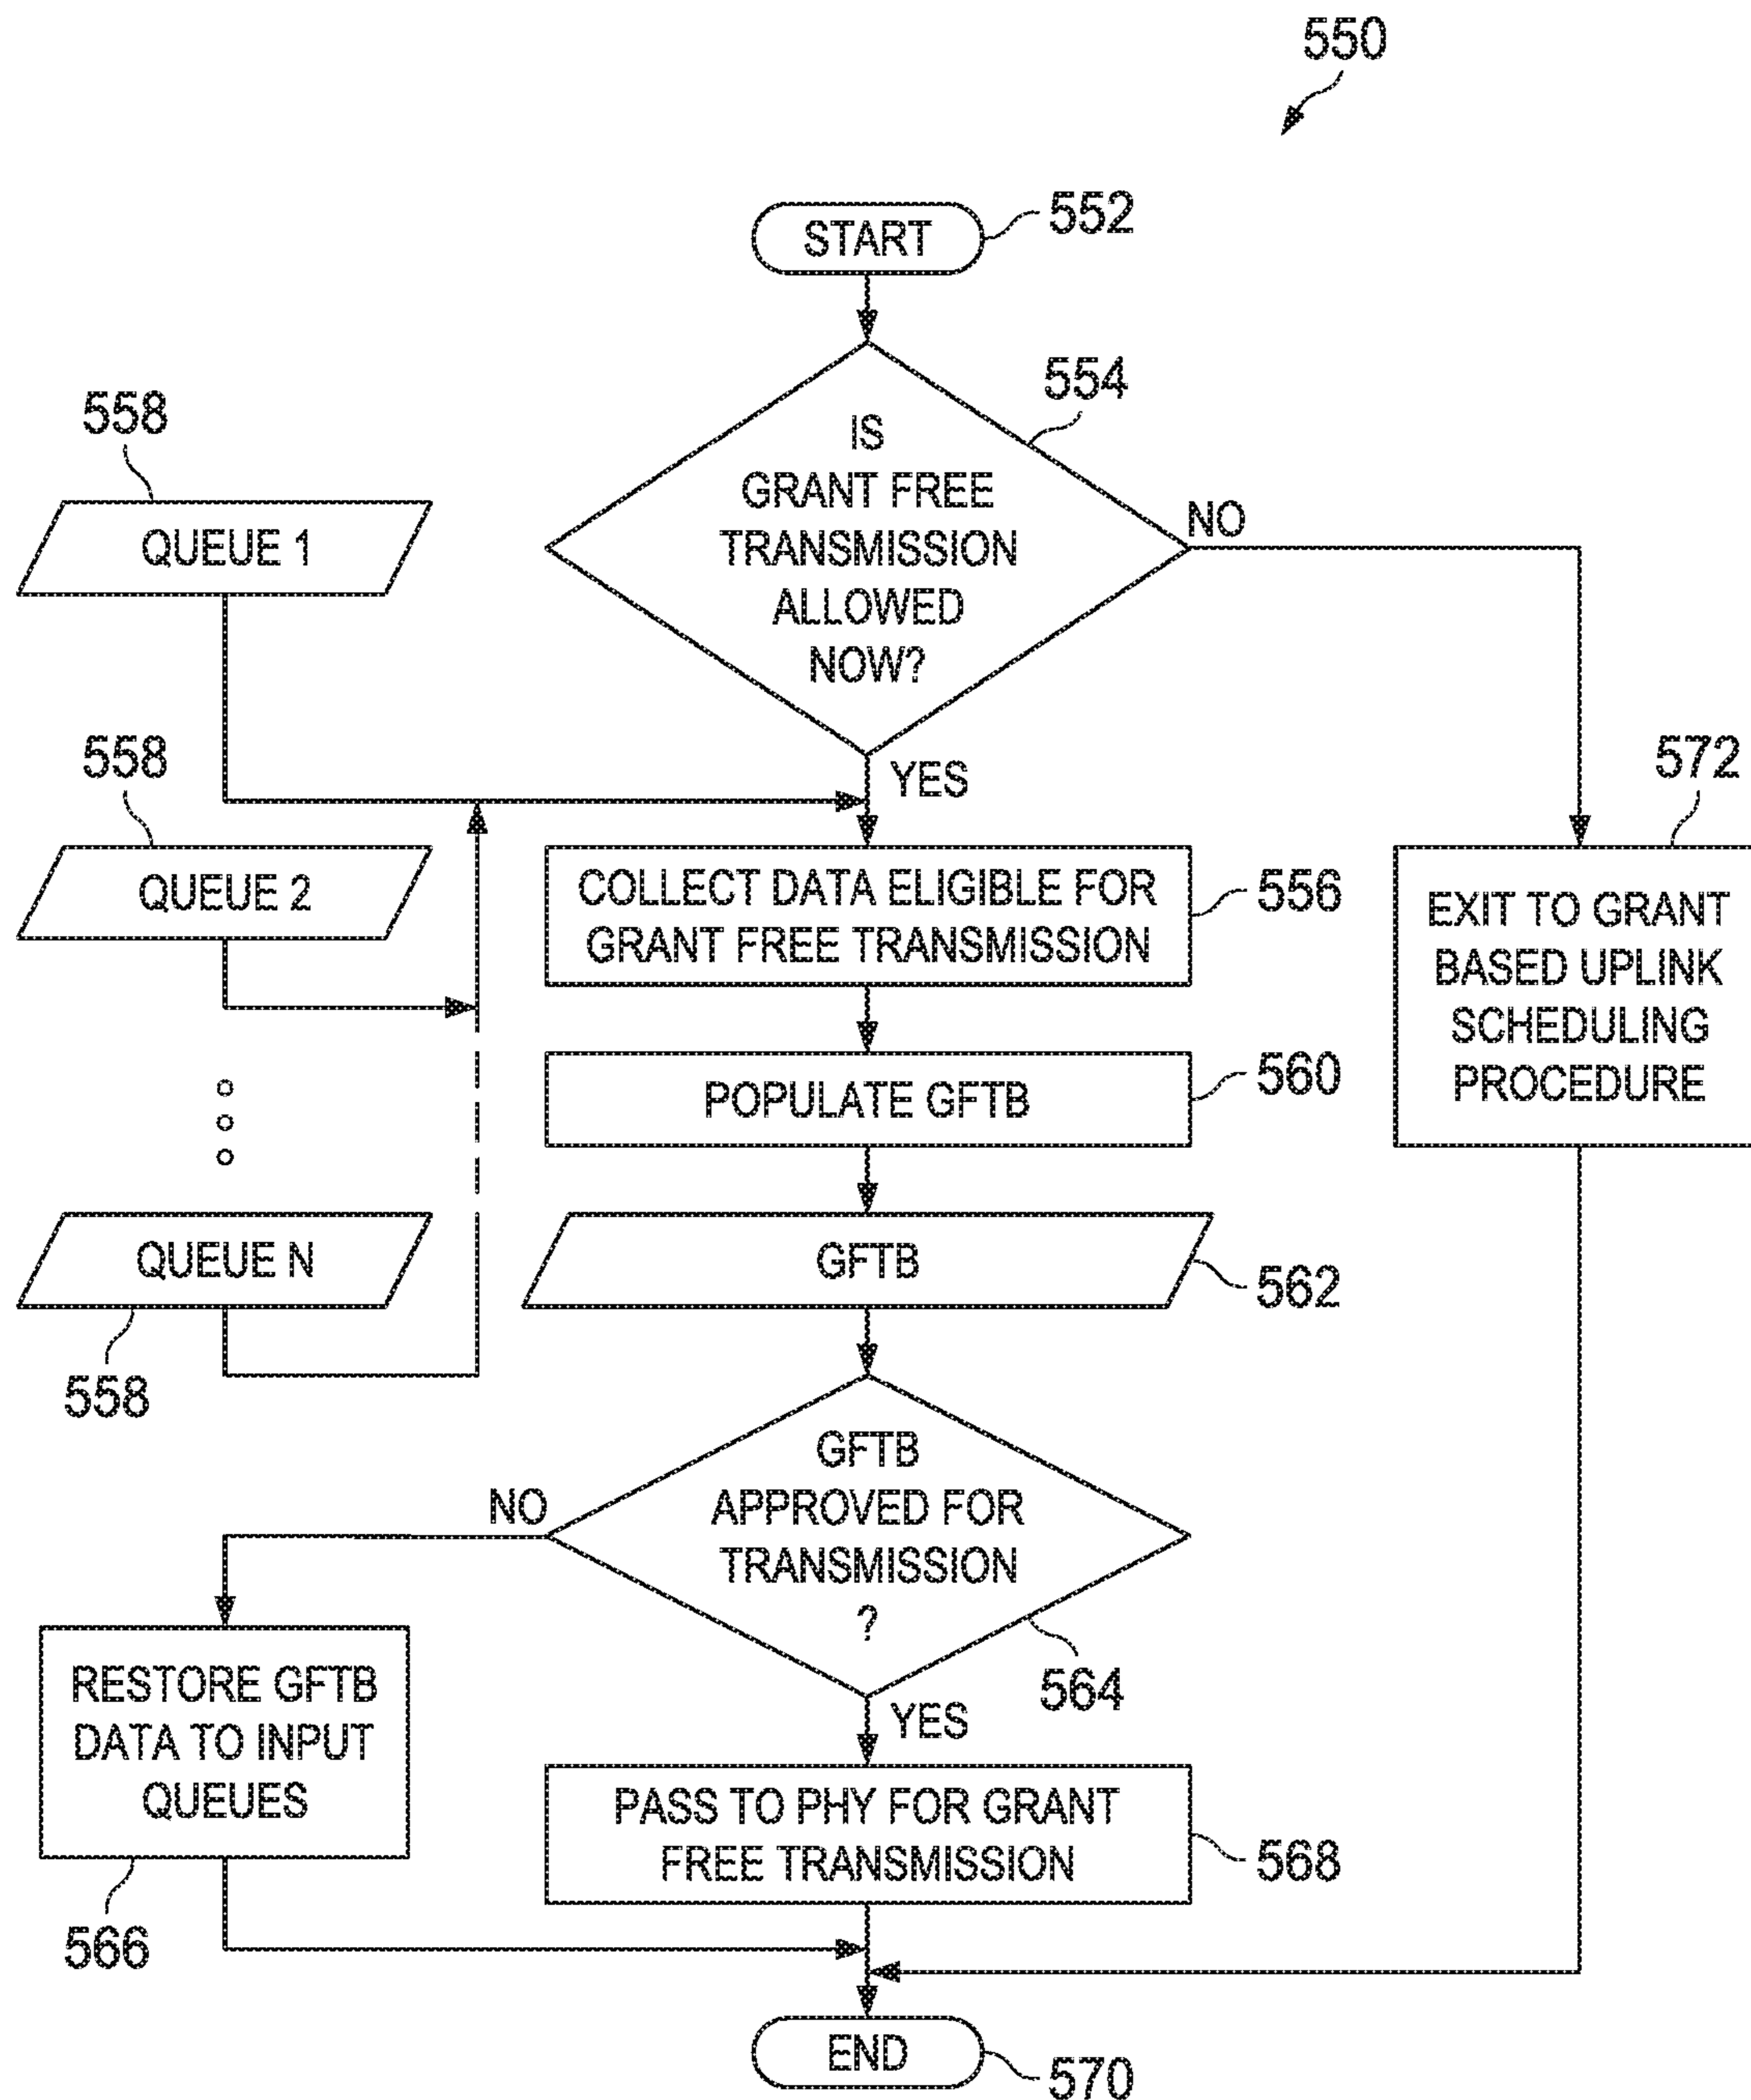 550
START
552
554
IS
GRANT FREE
TRANSMISSION
ALLOWED
NOW?
NO
YES
558
QUEUE 1
558
QUEUE 2
558
QUEUE N
572
EXIT TO GRANT
BASED UPLINK
SCHEDULING
PROCEDURE
COLLECT DATA ELIGIBLE FOR
GRANT FREE TRANSMISSION
556
POPULATE GFTB
560
GFTB
562
GFTB
APPROVED FOR
TRANSMISSION
?
564
NO
YES
RESTORE GFTB
DATA TO INPUT
QUEUES
566
PASS TO PHY FOR GRANT
FREE TRANSMISSION
568
END
570